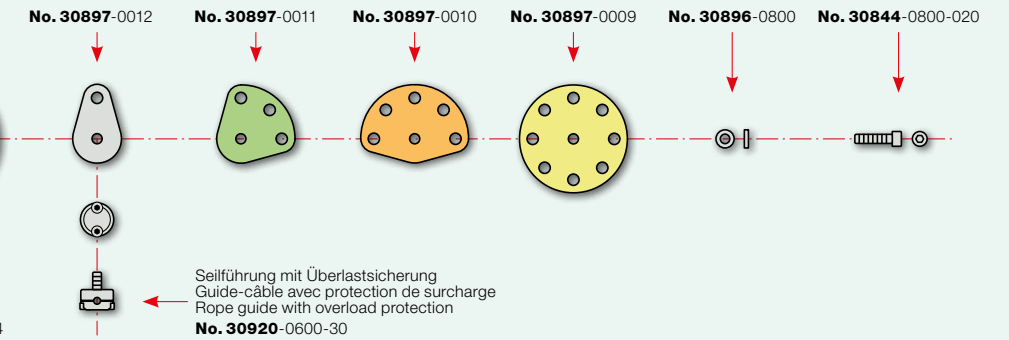 No. 30897-0012 No. 30897-0011 No. 30897-0010 No. 30897-0009 No. 30896-0800 No. 30844-0800-020
Seilführung mit Überlastsicherung
Guide-câble avec protection de surcharge
Rope guide with overload protection
No. 30920-0600-30
4